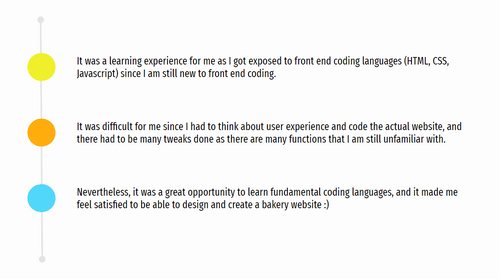 It was a learning experience for me as I got exposed to front end coding languages (HTML, CSS,
Javascript) since I am still new to front end coding.
It was difficult for me since I had to think about user experience and code the actual website, and
there had to be many tweaks done as there are many functions that I am still unfamiliar with.
Nevertheless, it was a great opportunity to learn fundamental coding languages, and it made me
feel satisfied to be able to design and create a bakery website :)